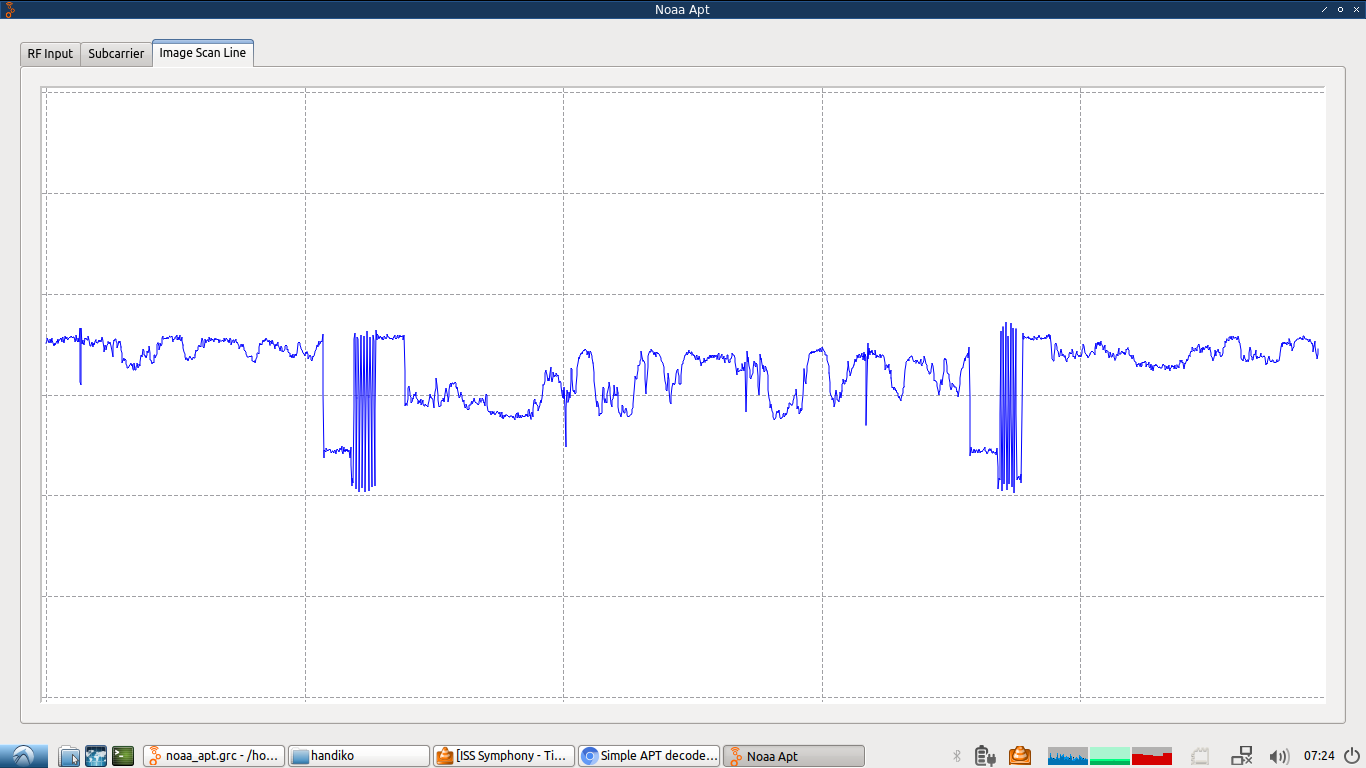 Noaa Apt
RF Input
Subcarrier
Image Scan Line
noaa_apt.grc - /ho...
handiko
[ISS Symphony - Ti...
Simple APT decode...
Noaa Apt
07:24